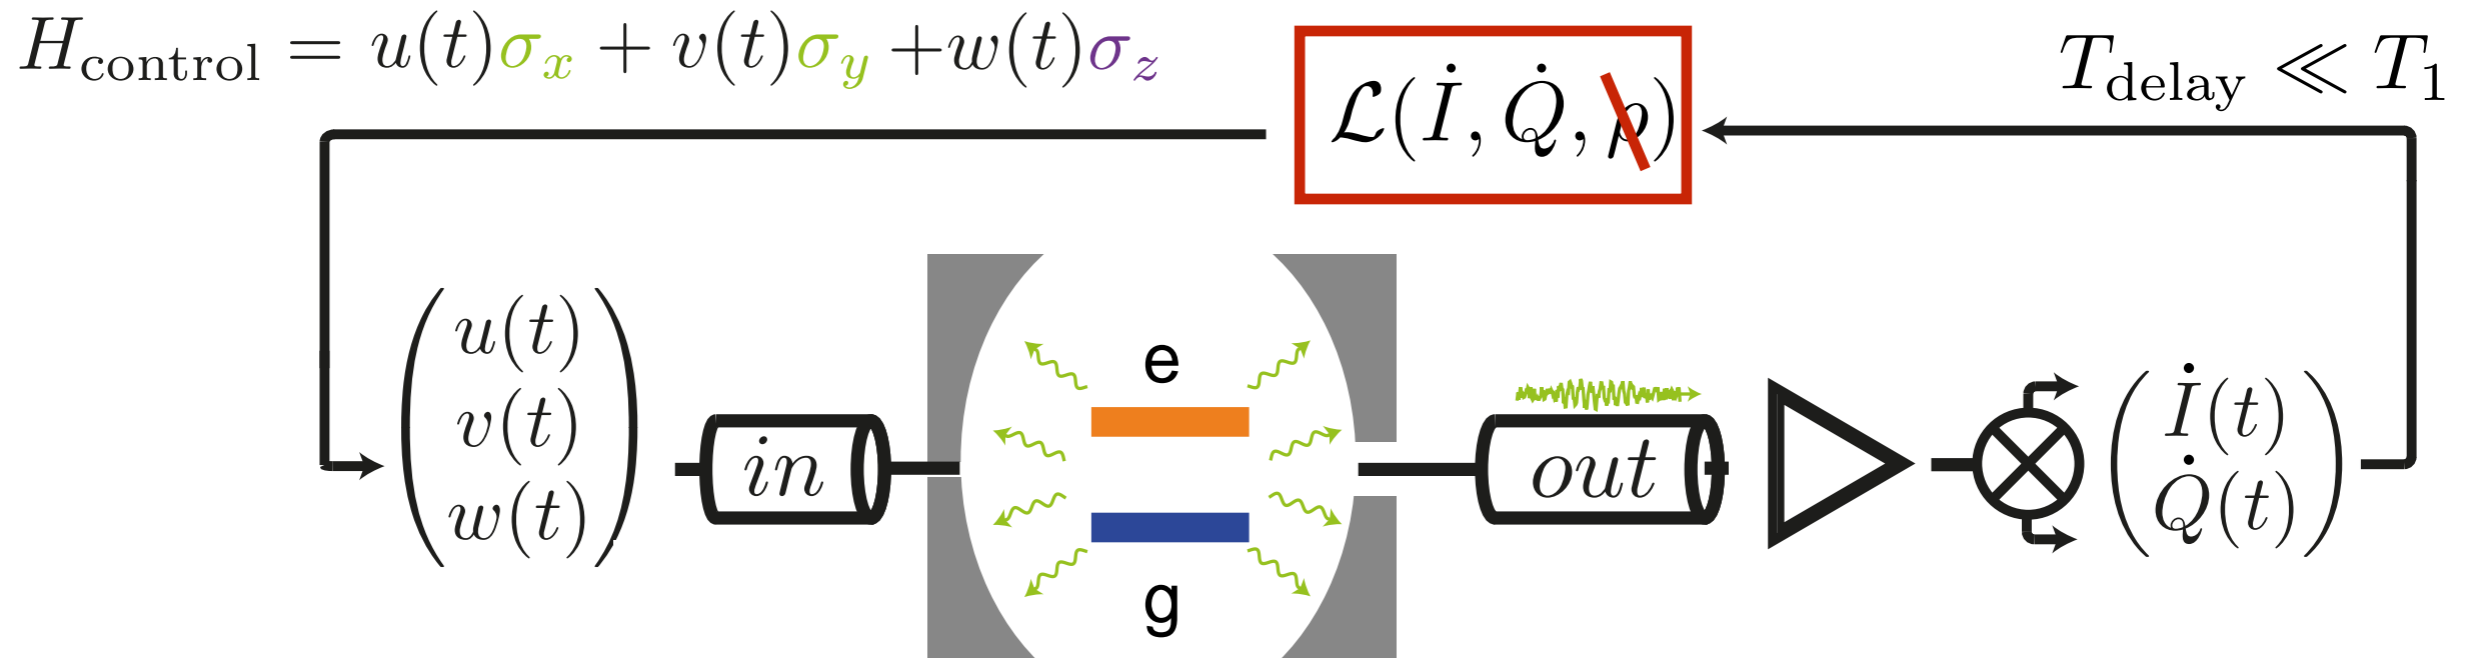 H_control = u(t)σ_x + v(t)σ_y +w(t)σ_z
ℒ(İ, Q̇, ρ)
T_delay ≪ T_1
u(t)
v(t)
w(t)
in
e
g
out
İ(t)
Q̇(t)